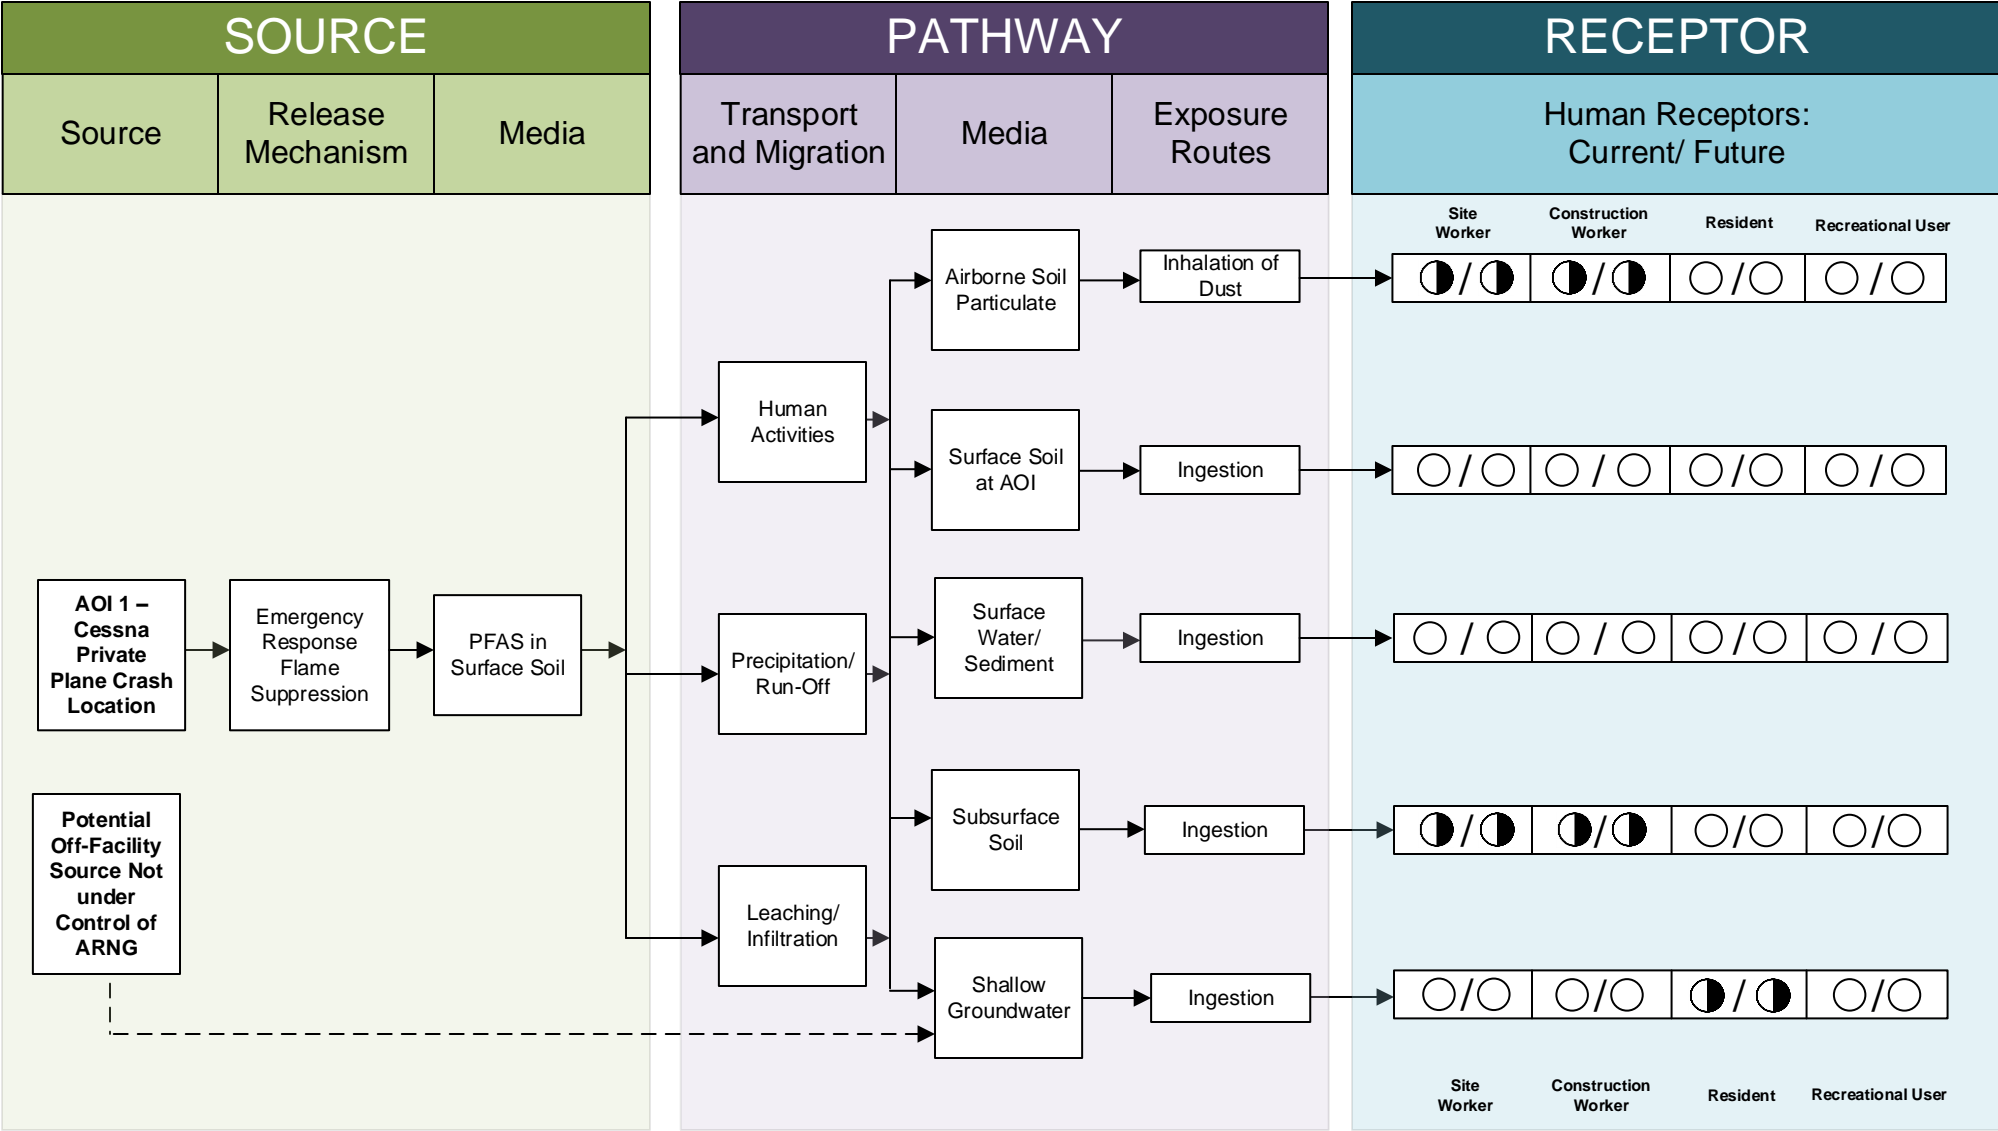 SOURCE
PATHWAY
RECEPTOR
Source
Release
Mechanism
Media
Transport
and Migration
Media
Exposure
Routes
Human Receptors:
Current/ Future
Site
Worker
Construction
Worker
Resident
Recreational User
Airborne Soil
Particulate
Inhalation of
Dust
/
/
/
/
Human
Activities
Surface Soil
at AOI
Ingestion
/
/
/
/
AOI 1 –
Cessna
Private
Plane Crash
Location
Emergency
Response
Flame
Suppression
PFAS in
Surface Soil
Precipitation/
Run-Off
Surface
Water/
Sediment
Ingestion
/
/
/
/
Potential
Off-Facility
Source Not
under
Control of
ARNG
Subsurface
Soil
Ingestion
/
/
/
/
Leaching/
Infiltration
Shallow
Groundwater
Ingestion
/
/
/
/
Site
Worker
Construction
Worker
Resident
Recreational User